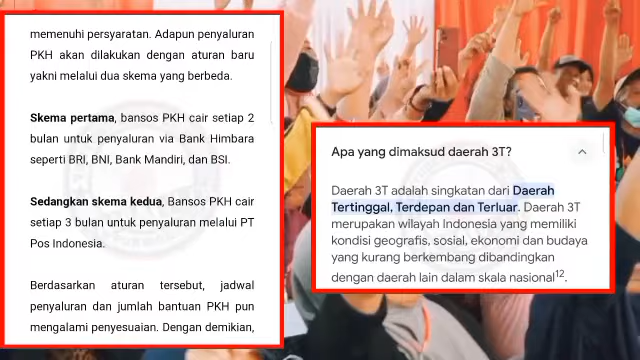 memenuhi persyaratan. Adapun penyaluran
PKH akan dilakukan dengan aturan baru
yakni melalui dua skema yang berbeda.
Skema pertama, bansos PKH cair setiap 2
bulan untuk penyaluran via Bank Himbara
seperti BRI, BNI, Bank Mandiri, dan BSI.
Sedangkan skema kedua, Bansos PKH cair
setiap 3 bulan untuk penyaluran melalui PT
Pos Indonesia.
Berdasarkan aturan tersebut, jadwal
penyaluran dan jumlah bantuan PKH pun
mengalami penyesuaian. Dengan demikian,
Apa yang dimaksud daerah 3T?
Daerah 3T adalah singkatan dari Daerah
Tertinggal, Terdepan dan Terluar. Daerah 3T
merupakan wilayah Indonesia yang memiliki
kondisi geografis, sosial, ekonomi dan budaya
yang kurang berkembang dibandingkan
dengan daerah lain dalam skala nasional¹².